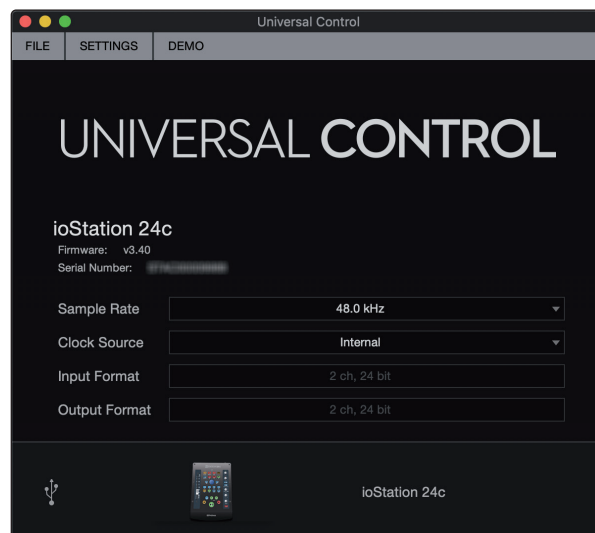 Universal Control
FILE SETTINGS DEMO
UNIVERSAL CONTROL
ioStation 24c
Firmware: v3.40
Serial Number:
Sample Rate 48.0 kHz
Clock Source Internal
Input Format 2 ch, 24 bit
Output Format 2 ch, 24 bit
ioStation 24c